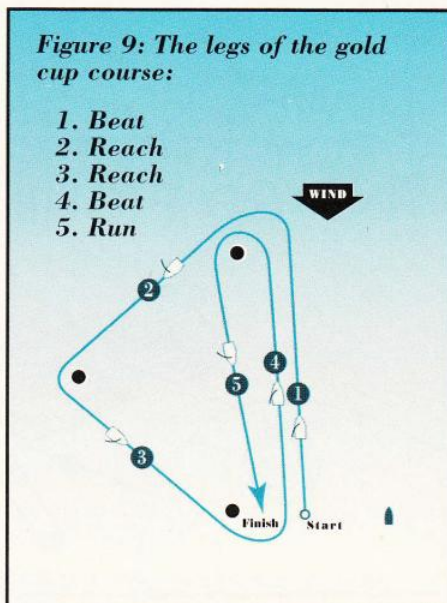 Figure 9: The legs of the gold
cup course:
1. Beat
2. Reach
3. Reach
4. Beat
5. Run
WIND
2
4
5
1
3
Finish
Start